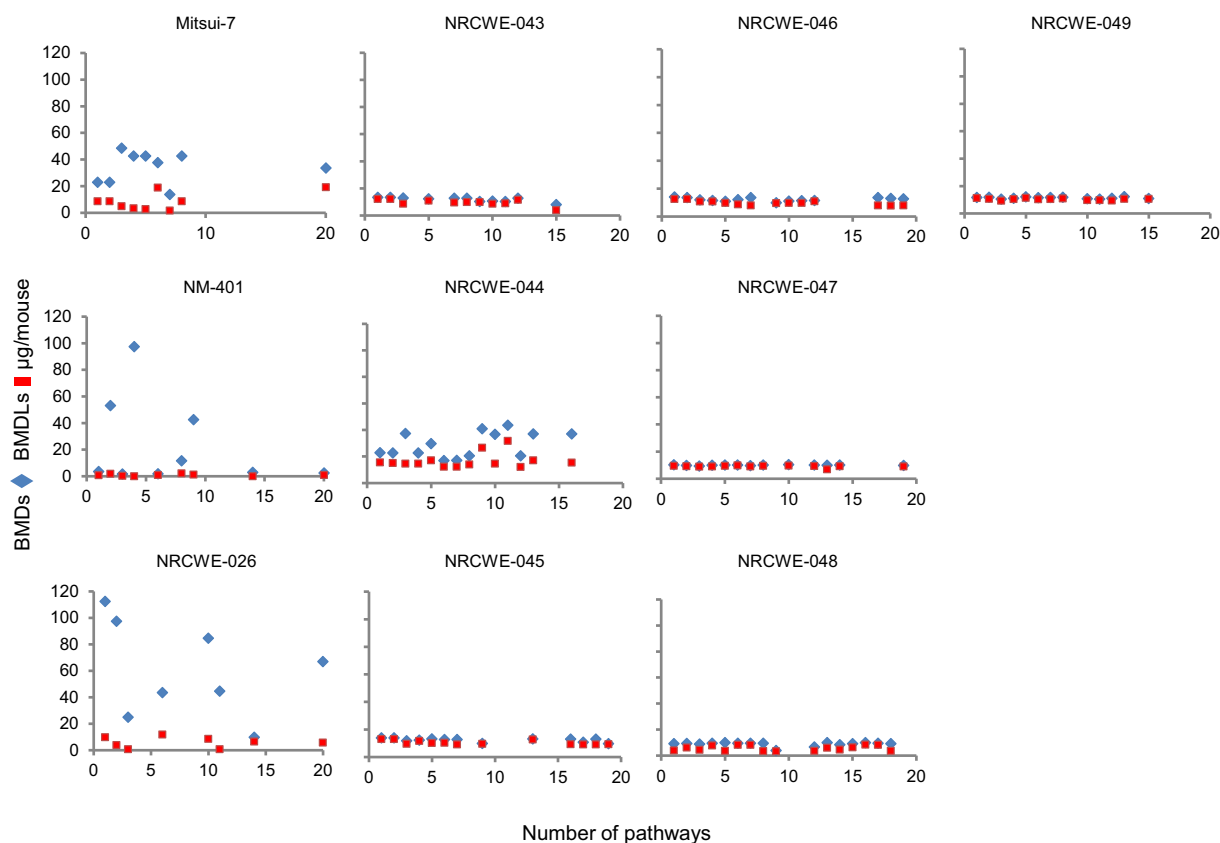 Mitsui-7
NRCWE-043
NRCWE-046
NRCWE-049
120
100
80
60
40
20
0
0 10 20
0 5 10 15 20
0 5 10 15 20
0 5 10 15 20
NM-401
NRCWE-044
NRCWE-047
120
100
80
60
40
20
0
0 5 10 15 20
0 5 10 15 20
0 5 10 15 20
BMDs BMDLs µg/mouse
NRCWE-026
NRCWE-045
NRCWE-048
120
100
80
60
40
20
0
0 5 10 15 20
0 5 10 15 20
0 5 10 15 20
Number of pathways